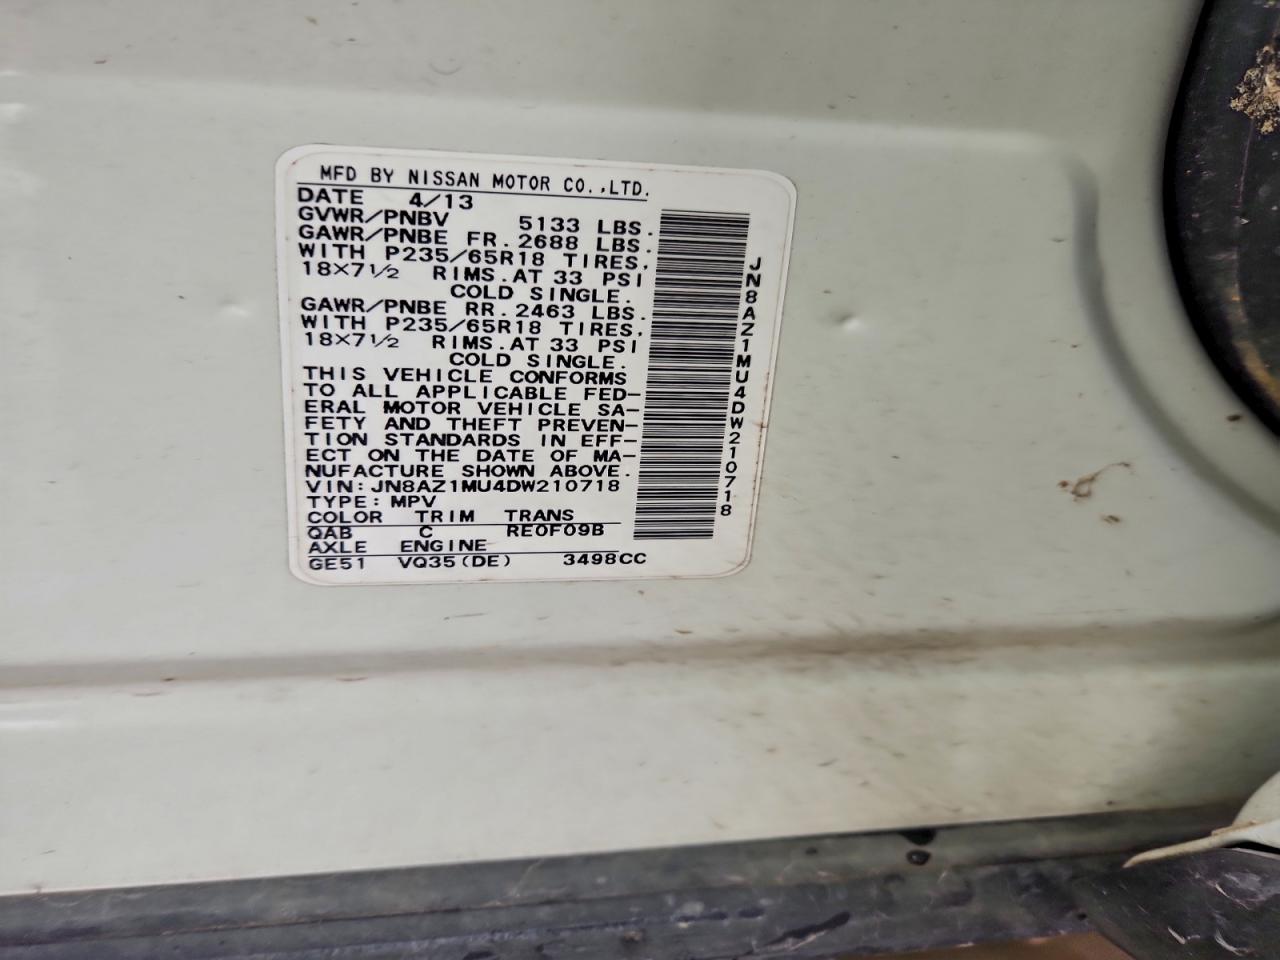 MFD BY NISSAN MOTOR CO.,LTD.
DATE 4/13
GVWR/PNBV 5133 LBS.
GAWR/PNBE FR. 2688 LBS.
WITH P235/65R18 TIRES,
18×7½ RIMS. AT 33 PSI
COLD SINGLE.
GAWR/PNBE RR. 2463 LBS.
WITH P235/65R18 TIRES,
18×7½ RIMS. AT 33 PSI
COLD SINGLE.
THIS VEHICLE CONFORMS
TO ALL APPLICABLE FED-
ERAL MOTOR VEHICLE SA-
FETY AND THEFT PREVEN-
TION STANDARDS IN EFF-
ECT ON THE DATE OF MA-
NUFACTURE SHOWN ABOVE.
VIN: JN8AZ1MU4DW210718
TYPE: MPV
COLOR TRIM TRANS
QAB C RE0F09B
AXLE ENGINE
GE51 VQ35(DE) 3498CC
JN8AZ1MU4DW210718